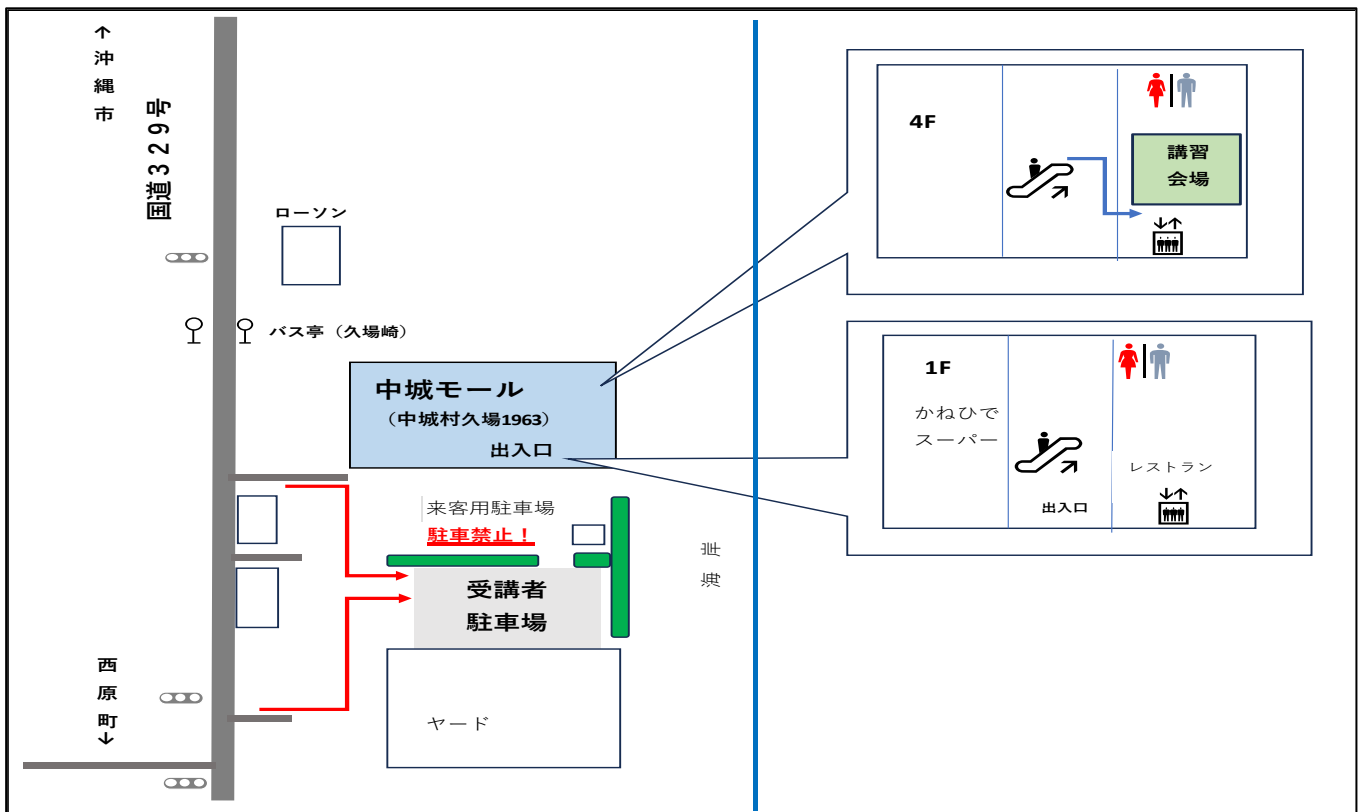 ↑沖縄市
国道329号
ローソン
バス亭（久場崎）
中城モール
（中城村久場1963）
出入口
来客用駐車場
駐車禁止！
受講者
駐車場
ヤード
西原町↓
海岸
4F
講習
会場
1F
かねひで
スーパー
レストラン
出入口